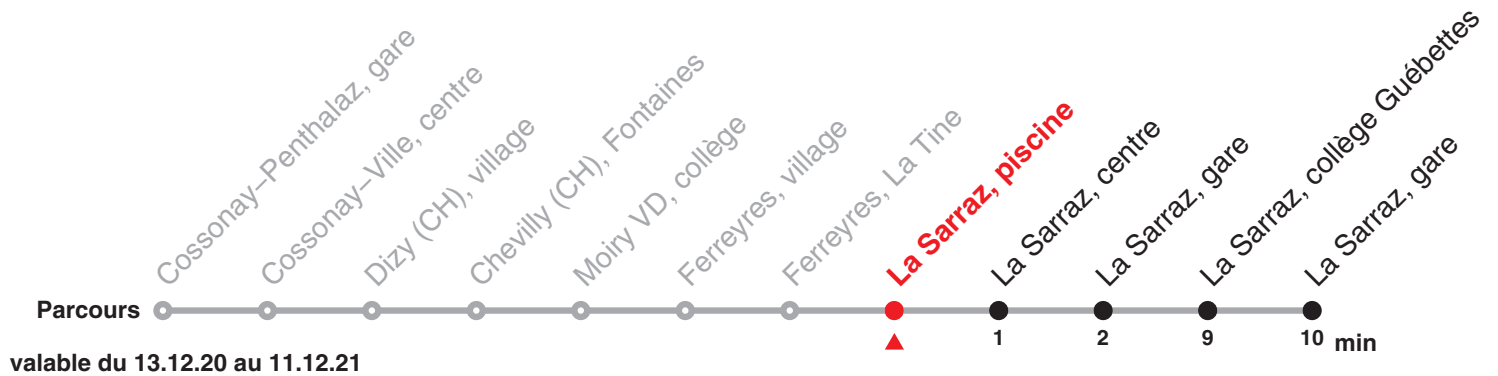 Cossonay–Penthalaz, gare
Cossonay–Ville, centre
Dizy (CH), village
Chevilly (CH), Fontaines
Moiry VD, collège
Ferreyres, village
Ferreyres, La Tine
La Sarraz, piscine
La Sarraz, centre
La Sarraz, gare
La Sarraz, collège Guébettes
La Sarraz, gare
Parcours
1 2 9 10 min
valable du 13.12.20 au 11.12.21